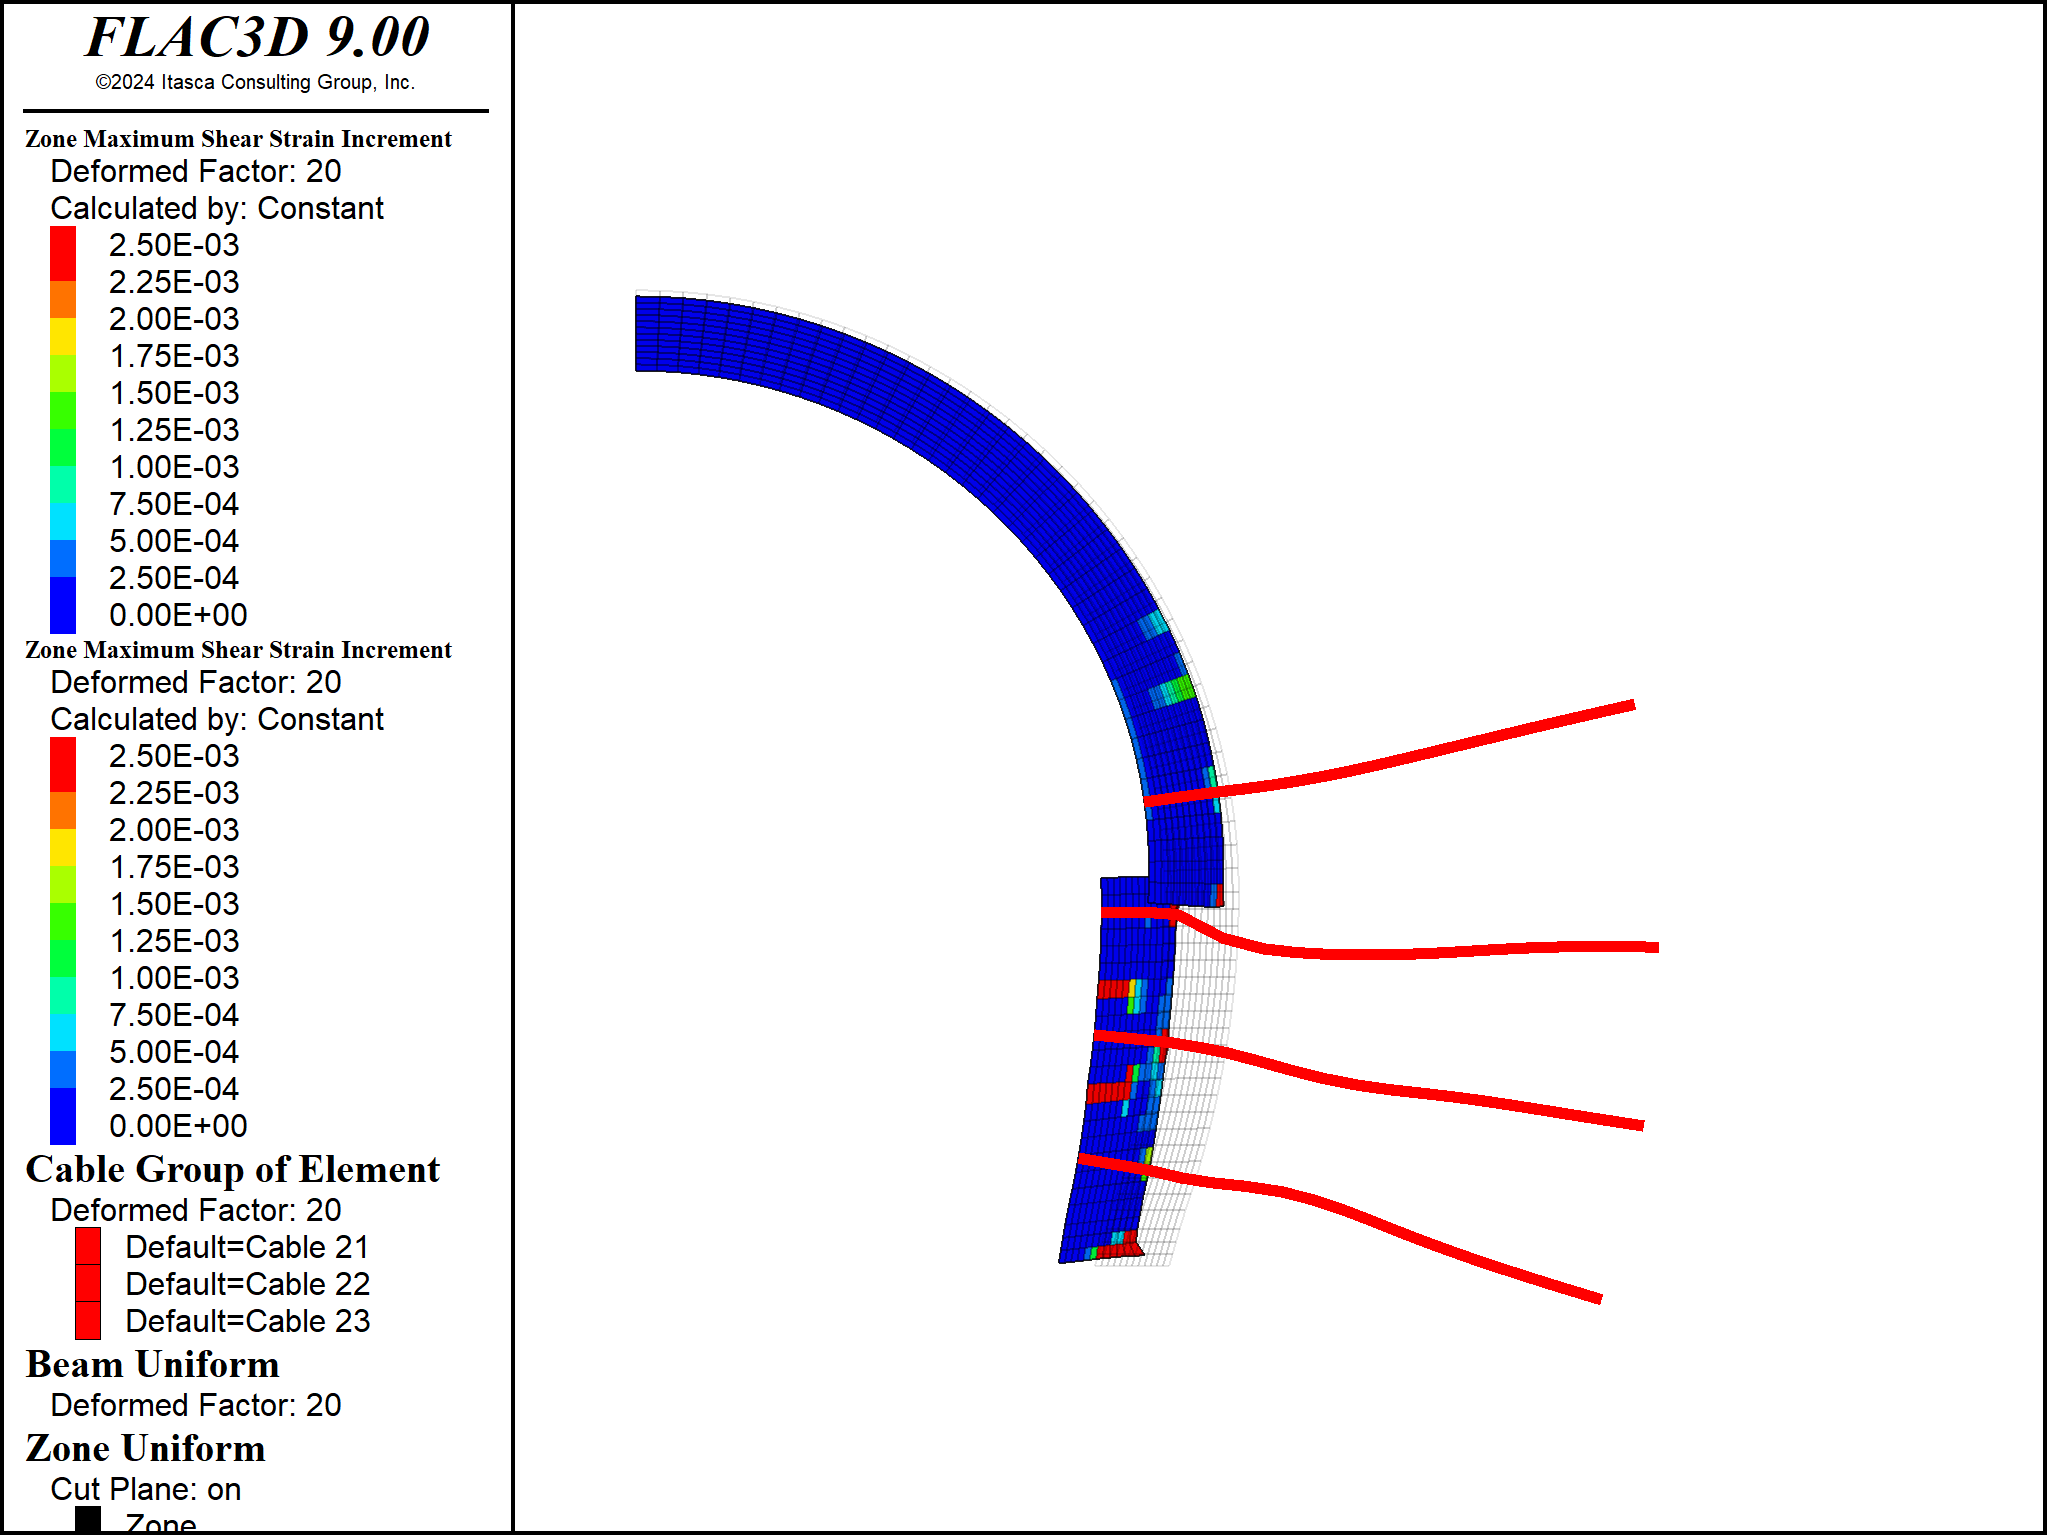 FLAC3D 9.00
©2024 Itasca Consulting Group, Inc.
Zone Maximum Shear Strain Increment
Deformed Factor: 20
Calculated by: Constant
2.50E-03
2.25E-03
2.00E-03
1.75E-03
1.50E-03
1.25E-03
1.00E-03
7.50E-04
5.00E-04
2.50E-04
0.00E+00
Zone Maximum Shear Strain Increment
Deformed Factor: 20
Calculated by: Constant
2.50E-03
2.25E-03
2.00E-03
1.75E-03
1.50E-03
1.25E-03
1.00E-03
7.50E-04
5.00E-04
2.50E-04
0.00E+00
Cable Group of Element
Deformed Factor: 20
Default=Cable 21
Default=Cable 22
Default=Cable 23
Beam Uniform
Deformed Factor: 20
Zone Uniform
Cut Plane: on
Zone